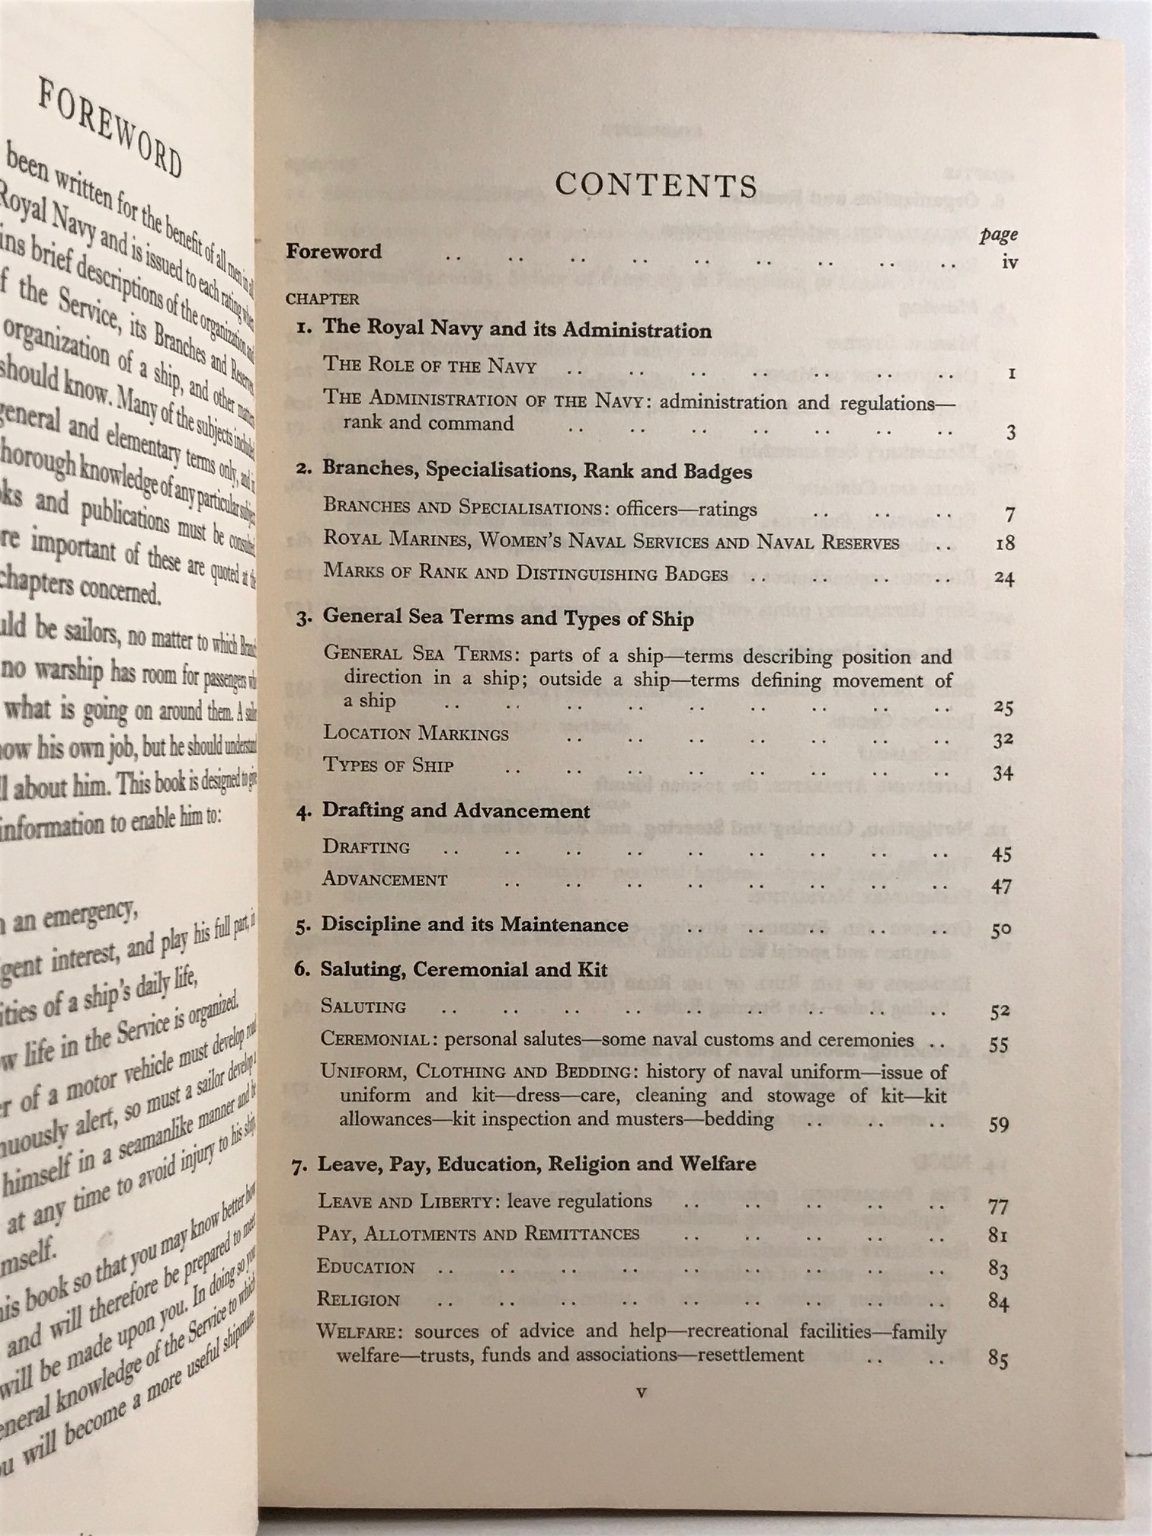 FOREWORD
been written for the benefit of all men in all
Royal Navy and is issued to each rating when
ins brief descriptions of the organization and
f the Service, its Branches and Reserves,
organization of a ship, and other matters
should know. Many of the subjects included
general and elementary terms only, and
horough knowledge of any particular subject
ks and publications must be consulted
re important of these are quoted at the
chapters concerned.
uld be sailors, no matter to which Branch
no warship has room for passengers
what is going on around them. A sailor
ow his own job, but he should understand
ll about him. This book is designed to give
information to enable him to:
an emergency,
gent interest, and play his full part, in
ities of a ship's daily life,
w life in the Service is organized.
er of a motor vehicle must develop road
nuously alert, so must a sailor develop
himself in a seamanlike manner and be
at any time to avoid injury to his ship
mself.
is book so that you may know better how
and will therefore be prepared to meet
will be made upon you. In doing so you
eneral knowledge of the Service to which
u will become a more useful shipmate
CONTENTS
page
Foreword .. .. .. .. .. .. .. .. .. iv
CHAPTER
1. The Royal Navy and its Administration
THE ROLE OF THE NAVY .. .. .. .. .. .. .. 1
THE ADMINISTRATION OF THE NAVY: administration and regulations—
rank and command .. .. .. .. .. .. .. 3
2. Branches, Specialisations, Rank and Badges
BRANCHES AND SPECIALISATIONS: officers—ratings .. .. .. 7
ROYAL MARINES, WOMEN'S NAVAL SERVICES AND NAVAL RESERVES .. 18
MARKS OF RANK AND DISTINGUISHING BADGES .. .. .. .. 24
3. General Sea Terms and Types of Ship
GENERAL SEA TERMS: parts of a ship—terms describing position and
direction in a ship; outside a ship—terms defining movement of
a ship .. .. .. .. .. .. .. .. .. 25
LOCATION MARKINGS .. .. .. .. .. .. .. 32
TYPES OF SHIP .. .. .. .. .. .. .. .. 34
4. Drafting and Advancement
DRAFTING .. .. .. .. .. .. .. .. .. 45
ADVANCEMENT .. .. .. .. .. .. .. .. 47
5. Discipline and its Maintenance .. .. .. .. .. 50
6. Saluting, Ceremonial and Kit
SALUTING .. .. .. .. .. .. .. .. .. 52
CEREMONIAL: personal salutes—some naval customs and ceremonies .. 55
UNIFORM, CLOTHING AND BEDDING: history of naval uniform—issue of
uniform and kit—dress—care, cleaning and stowage of kit—kit
allowances—kit inspection and musters—bedding .. .. .. 59
7. Leave, Pay, Education, Religion and Welfare
LEAVE AND LIBERTY: leave regulations .. .. .. .. .. 77
PAY, ALLOTMENTS AND REMITTANCES .. .. .. .. .. 81
EDUCATION .. .. .. .. .. .. .. .. .. 83
RELIGION .. .. .. .. .. .. .. .. .. 84
WELFARE: sources of advice and help—recreational facilities—family
welfare—trusts, funds and associations—resettlement .. .. 85
v